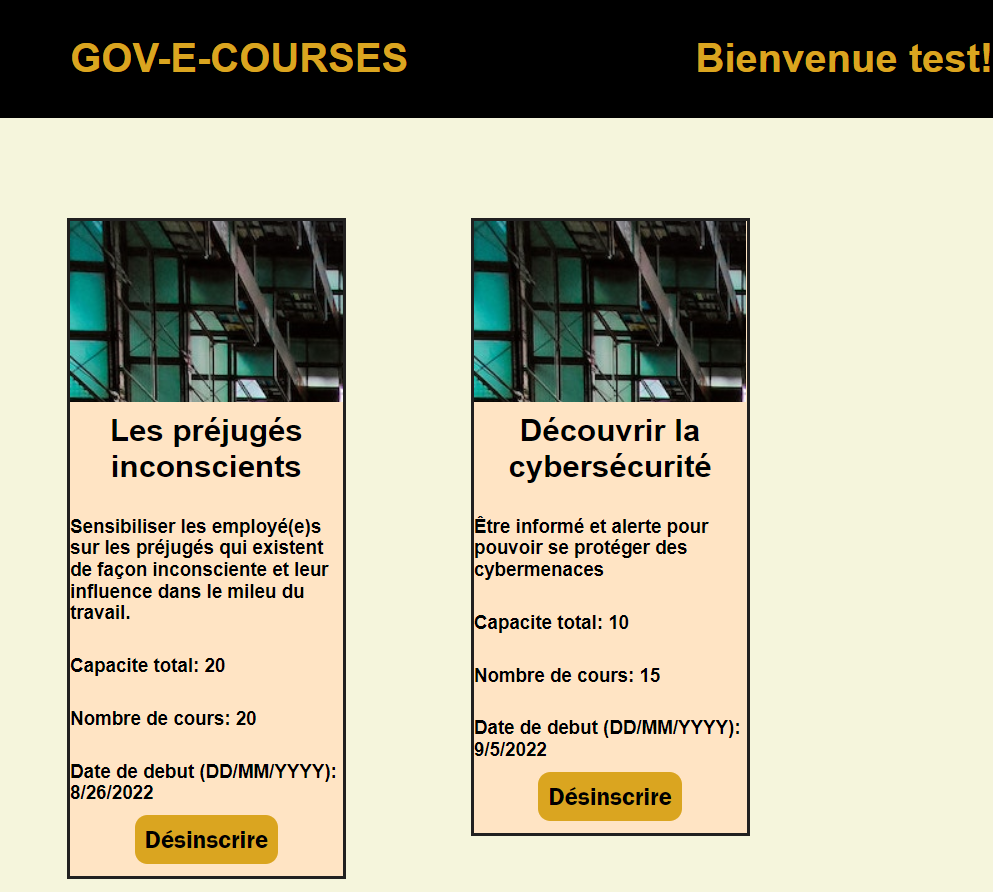 GOV-E-COURSES
Bienvenue test!
Les préjugés
inconscients
Sensibiliser les employé(e)s
sur les préjugés qui existent
de façon inconsciente et leur
influence dans le mileu du
travail.
Capacite total: 20
Nombre de cours: 20
Date de debut (DD/MM/YYYY):
8/26/2022
Désinscrire
Découvrir la
cybersécurité
Être informé et alerte pour
pouvoir se protéger des
cybermenaces
Capacite total: 10
Nombre de cours: 15
Date de debut (DD/MM/YYYY):
9/5/2022
Désinscrire